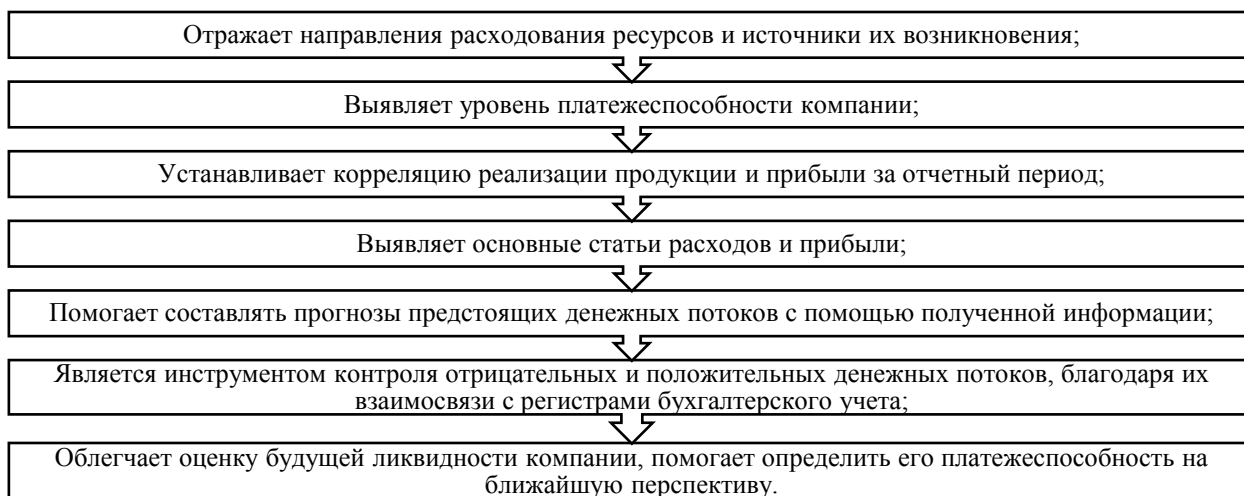 Отражает направления расходования ресурсов и источники их возникновения;
Выявляет уровень платежеспособности компании;
Устанавливает корреляцию реализации продукции и прибыли за отчетный период;
Выявляет основные статьи расходов и прибыли;
Помогает составлять прогнозы предстоящих денежных потоков с помощью полученной информации;
Является инструментом контроля отрицательных и положительных денежных потоков, благодаря их
взаимосвязи с регистрами бухгалтерского учета;
Облегчает оценку будущей ликвидности компании, помогает определить его платежеспособность на
ближайшую перспективу.